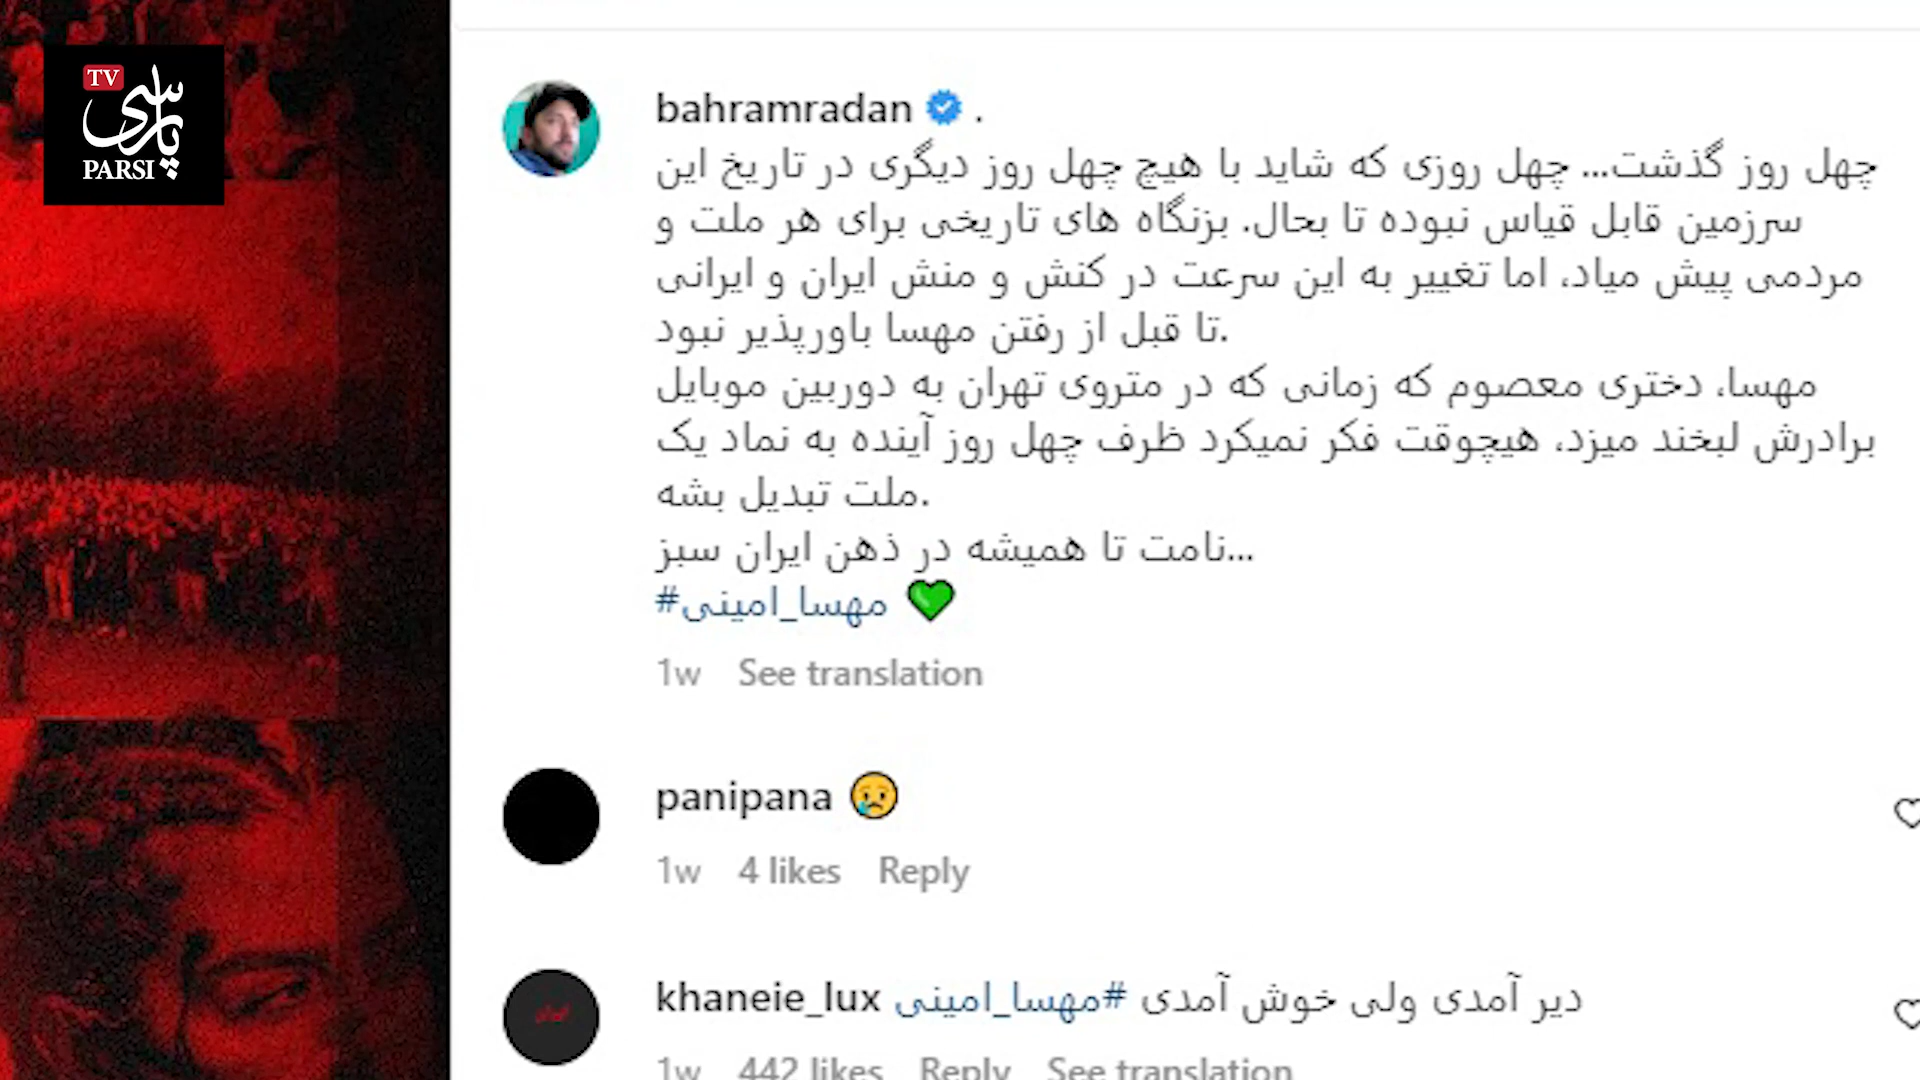 TV
پارسی
PARSI
bahramradan .
چهل روز گذشت... چهل روزی که شاید با هیچ چهل روز دیگری در تاریخ این
سرزمین قابل قیاس نبوده تا بحال. بزنگاه های تاریخی برای هر ملت و
مردمی پیش میاد، اما تغییر به این سرعت در کنش و منش ایران و ایرانی
تا قبل از رفتن مهسا باورپذیر نبود.
مهسا، دختری معصوم که زمانی که در متروی تهران به دوربین موبایل
برادرش لبخند میزد، هیچوقت فکر نمیکرد ظرف چهل روز آینده به نماد یک
ملت تبدیل بشه.
نامت تا همیشه در ذهن ایران سبز...
#مهسا_امینی 💚
1w See translation
panipana 😢
1w 4 likes Reply
khaneie_lux دیر آمدی ولی خوش آمدی #مهسا_امینی
1w 442 likes Reply See translation